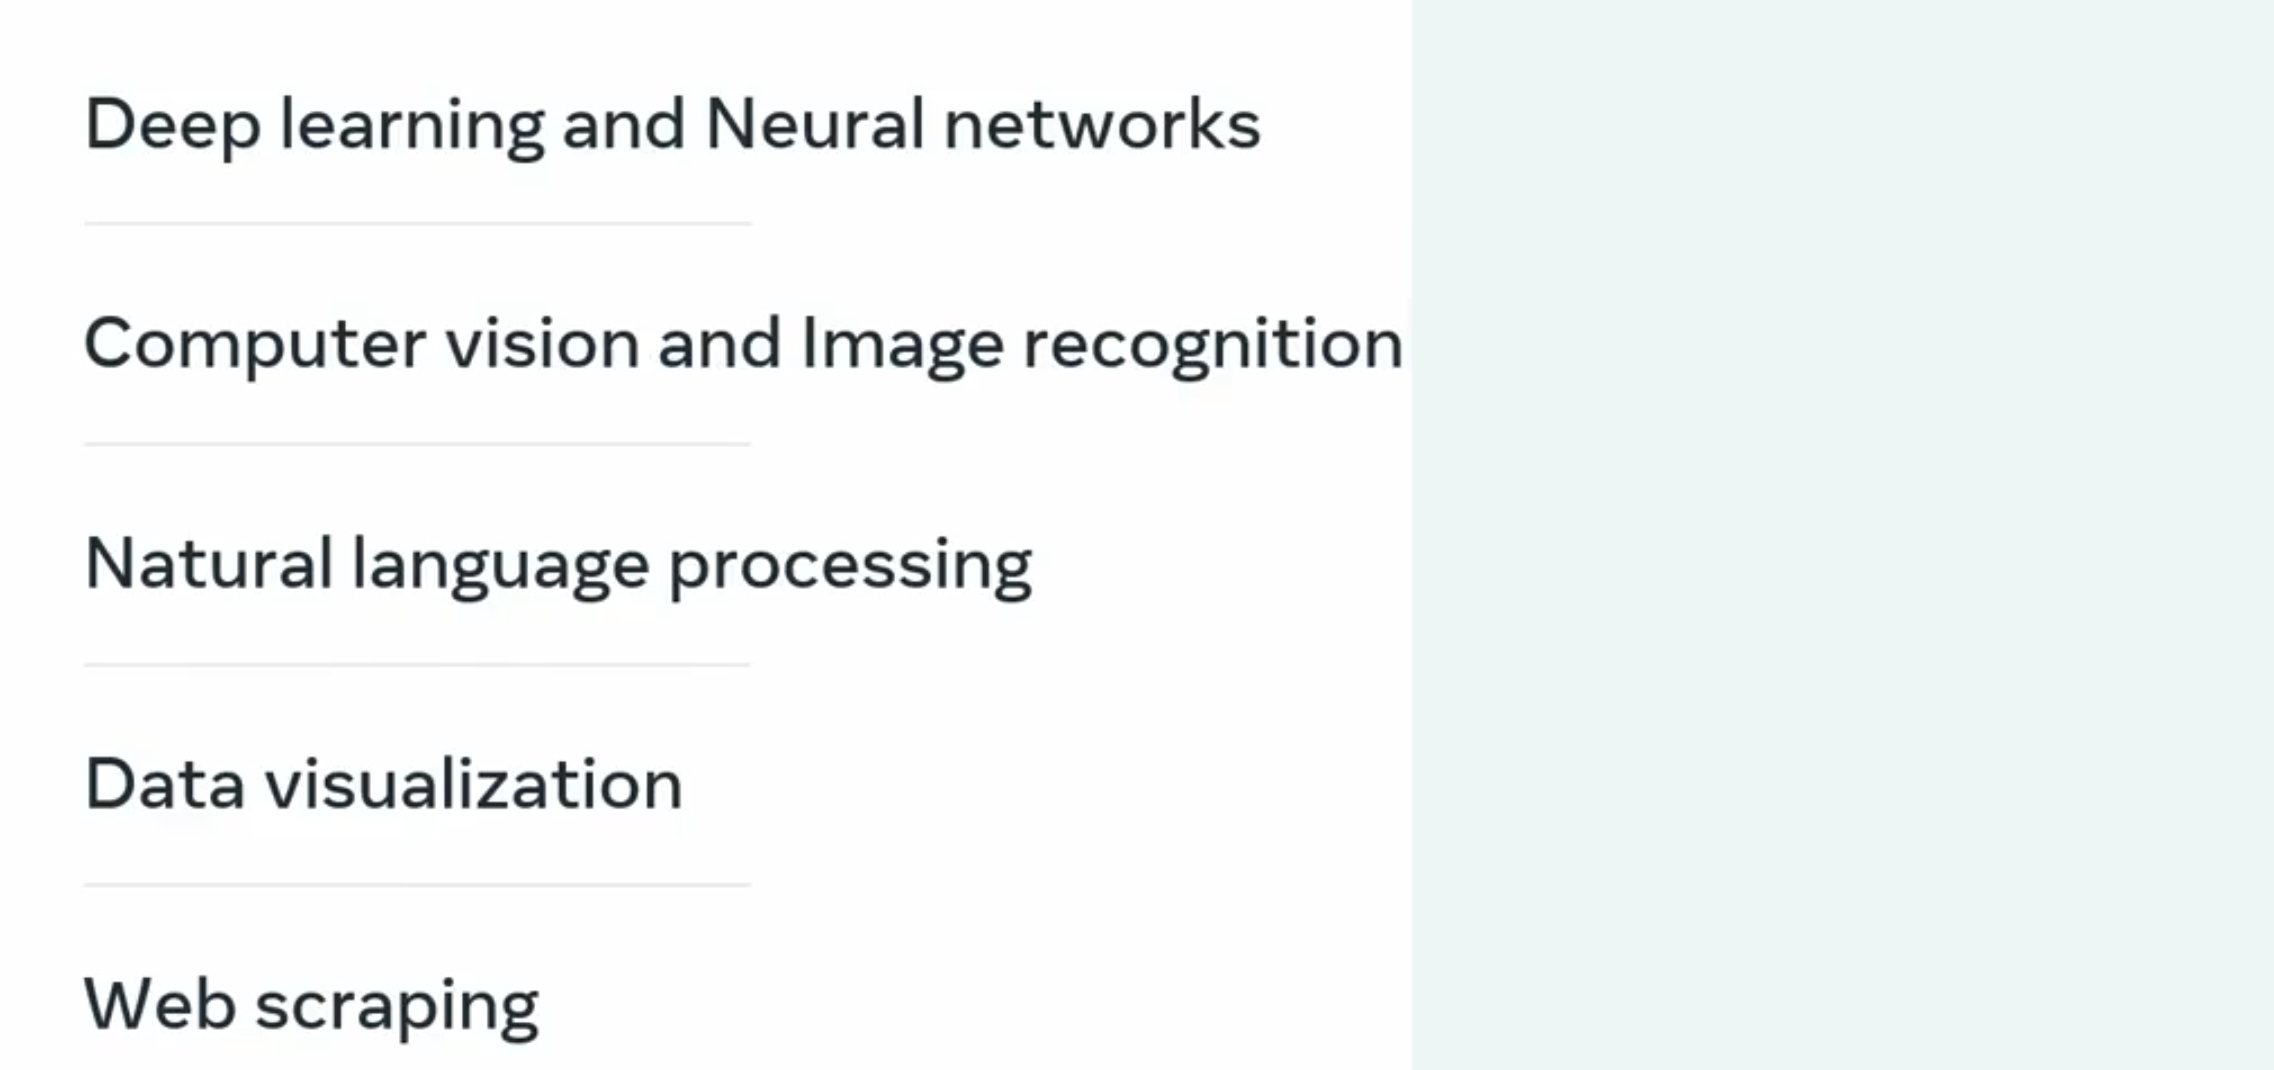 Deep learning and Neural networks
Computer vision and Image recognition
Natural language processing
Data visualization
Web scraping